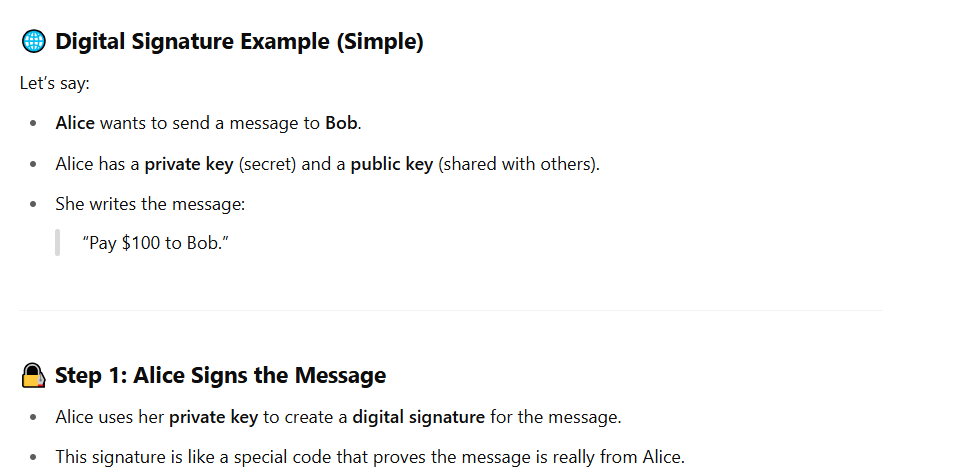 Digital Signature Example (Simple)
Let’s say:
Alice wants to send a message to Bob.
Alice has a private key (secret) and a public key (shared with others).
She writes the message:
“Pay $100 to Bob.”
Step 1: Alice Signs the Message
Alice uses her private key to create a digital signature for the message.
This signature is like a special code that proves the message is really from Alice.